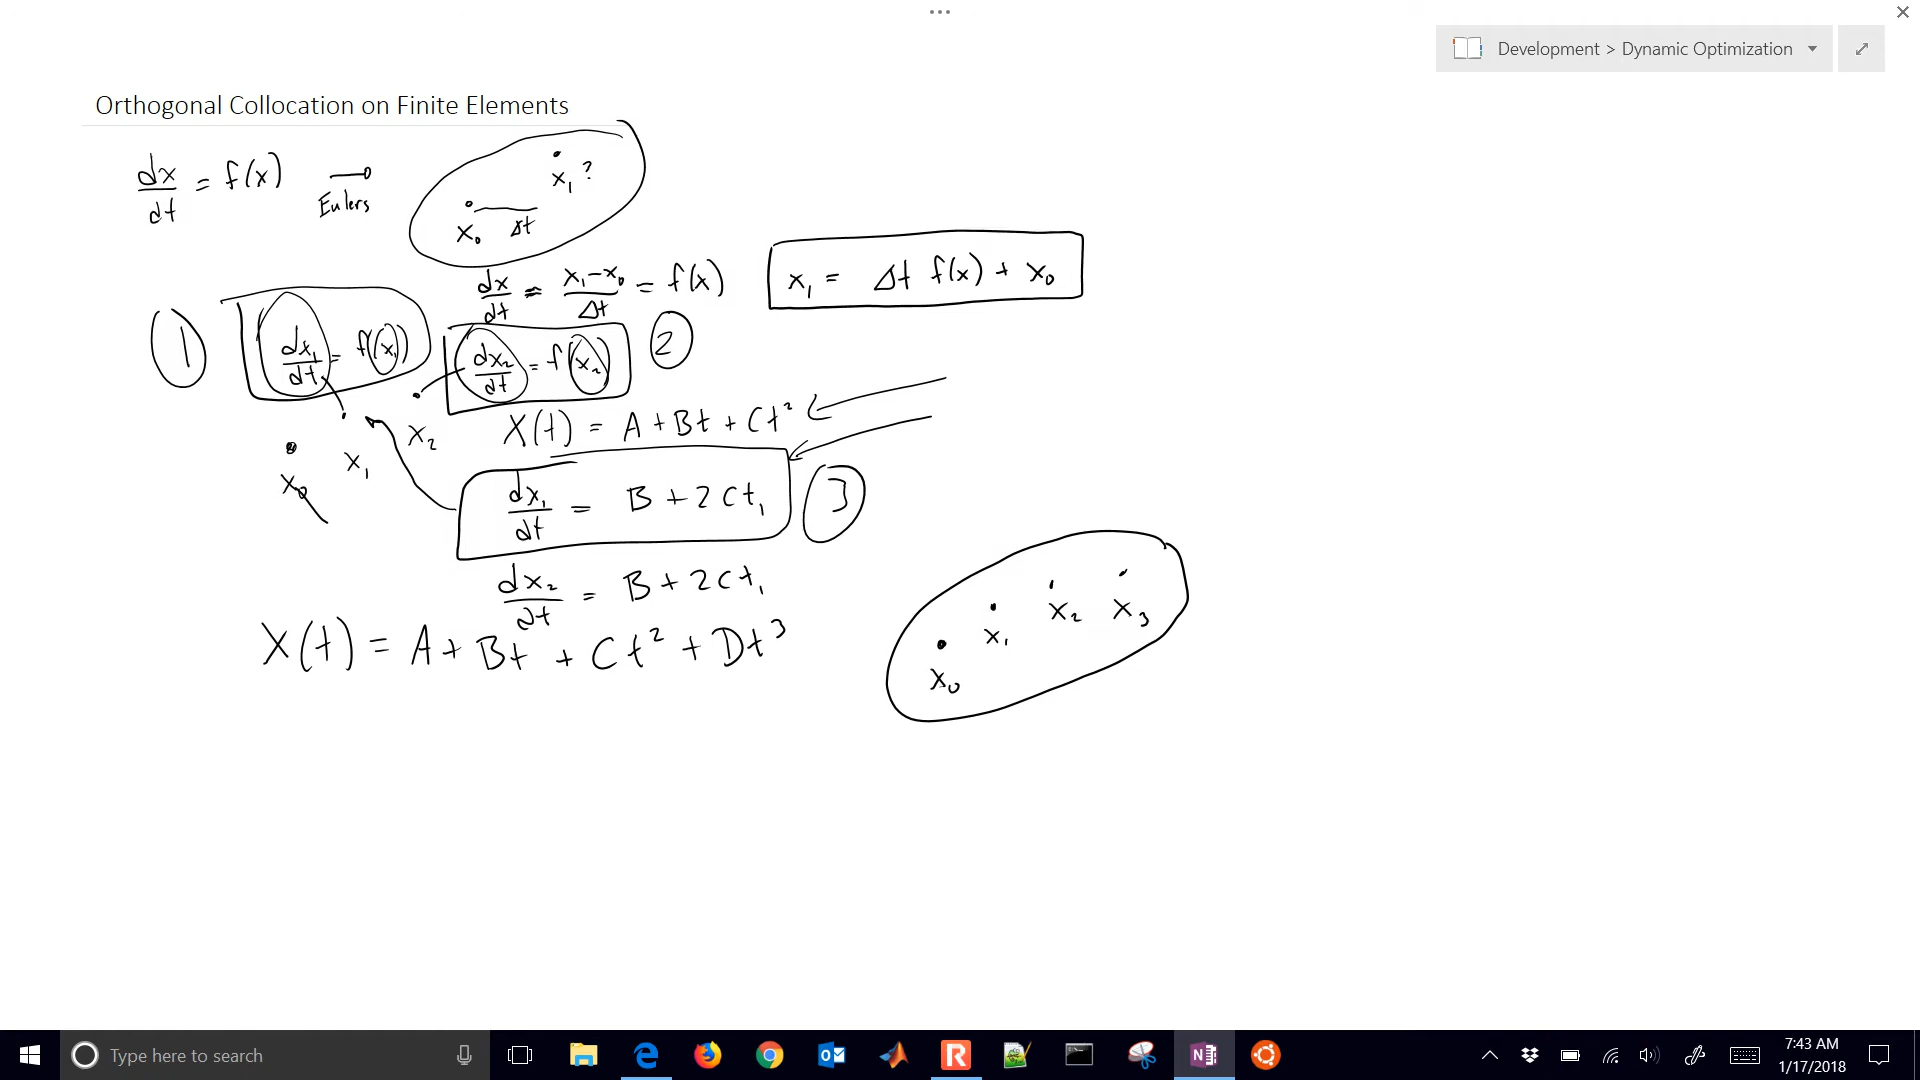 ...
Development > Dynamic Optimization
Orthogonal Collocation on Finite Elements
dx/dt = f(x)
Eulers
x₀ Δt x₁ ?
dx/dt = (x₁-x₀)/Δt = f(x)
x₁ = Δt f(x) + x₀
1
dx₁/dt = f(x₁)
dx₂/dt = f(x₂)
2
x₀ x₁ x₂
X(t) = A + Bt + Ct²
dx₁/dt = B + 2Ct₁
3
dx₂/dt = B + 2Ct₁
X(t) = A + Bt + Ct² + Dt³
x₀ x₁ x₂ x₃
Type here to search
7:43 AM
1/17/2018